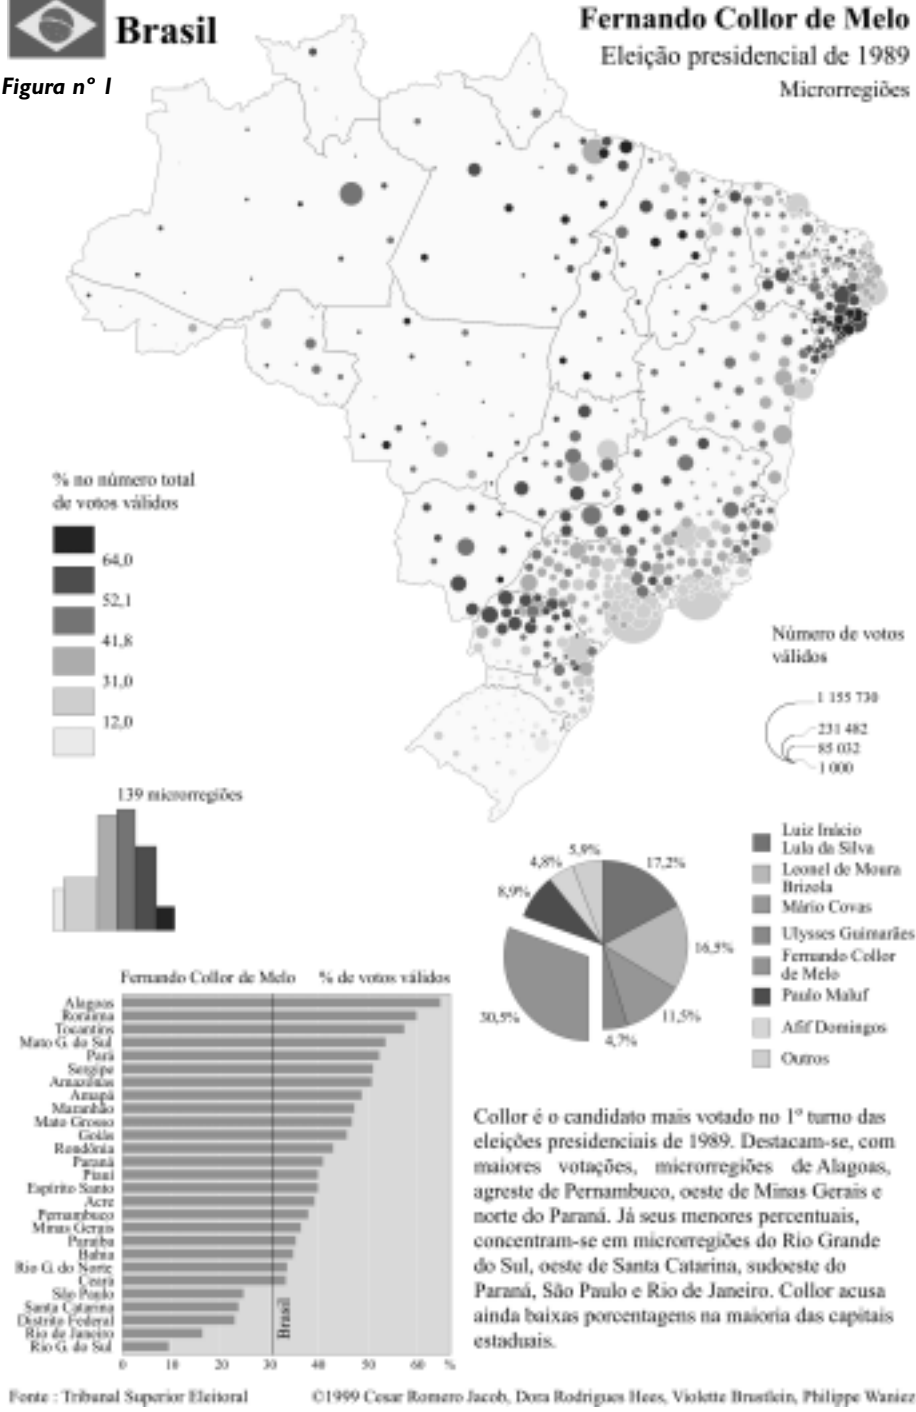 Brasil
Figura nº 1
Fernando Collor de Melo
Eleição presidencial de 1989
Microrregiões
% no número total
de votos válidos
64,0
52,1
41,8
31,0
12,0
139 microrregiões
Número de votos
válidos
1 155 730
231 482
85 032
1 000
5,9%
4,8%
17,2%
8,9%
16,5%
30,5%
11,5%
4,7%
Luiz Inácio
Lula da Silva
Leonel de Moura
Brizola
Mário Covas
Ulysses Guimarães
Fernando Collor
de Melo
Paulo Maluf
Afif Domingos
Outros
Fernando Collor de Melo % de votos válidos
Alagoas
Roraima
Tocantins
Mato G. do Sul
Pará
Sergipe
Amazonas
Amapá
Maranhão
Mato Grosso
Goiás
Rondônia
Paraná
Piauí
Espírito Santo
Acre
Pernambuco
Minas Gerais
Paraíba
Bahia
Rio G. do Norte
Ceará
São Paulo
Santa Catarina
Distrito Federal
Rio de Janeiro
Rio G. do Sul
Brasil
0 10 20 30 40 50 60 %
Collor é o candidato mais votado no 1º turno das
eleições presidenciais de 1989. Destacam-se, com
maiores votações, microrregiões de Alagoas,
agreste de Pernambuco, oeste de Minas Gerais e
norte do Paraná. Já seus menores percentuais,
concentram-se em microrregiões do Rio Grande
do Sul, oeste de Santa Catarina, sudoeste do
Paraná, São Paulo e Rio de Janeiro. Collor acusa
ainda baixas porcentagens na maioria das capitais
estaduais.
Fonte : Tribunal Superior Eleitoral
©1999 Cesar Romero Jacob, Dora Rodrigues Hees, Violette Brustlein, Philippe Waniez